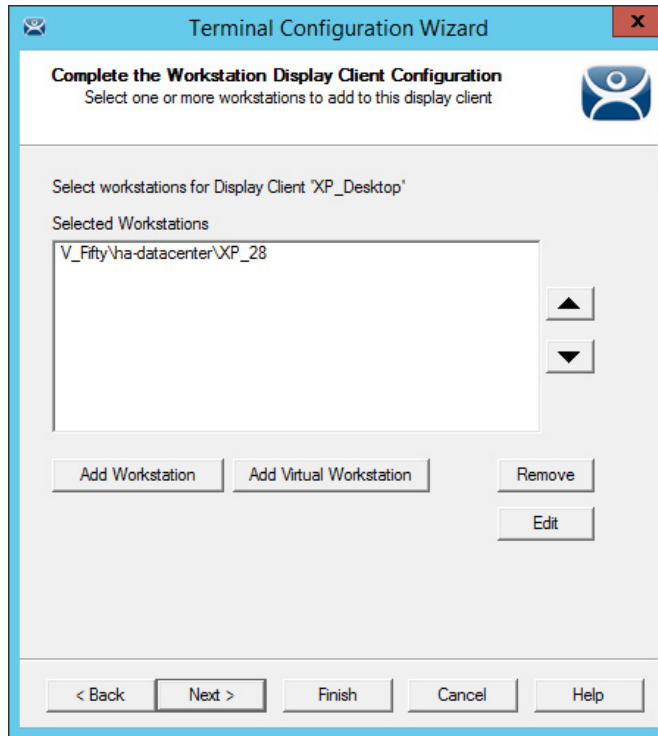 Terminal Configuration Wizard
x
Complete the Workstation Display Client Configuration
Select one or more workstations to add to this display client
Select workstations for Display Client 'XP_Desktop'
Selected Workstations
V_Fifty\ha-datacenter\XP_28
Add Workstation
Add Virtual Workstation
Remove
Edit
< Back
Next >
Finish
Cancel
Help